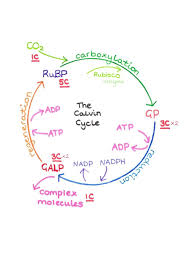 CO2
1C
carboxylation
RuBP
5C
Rubisco
enzyme
GP
3C x2
The
Calvin
Cycle
regeneration
ADP
ATP
ATP
ADP
reduction
NADP
NADPH
3C x2
GALP
complex
molecules
1C